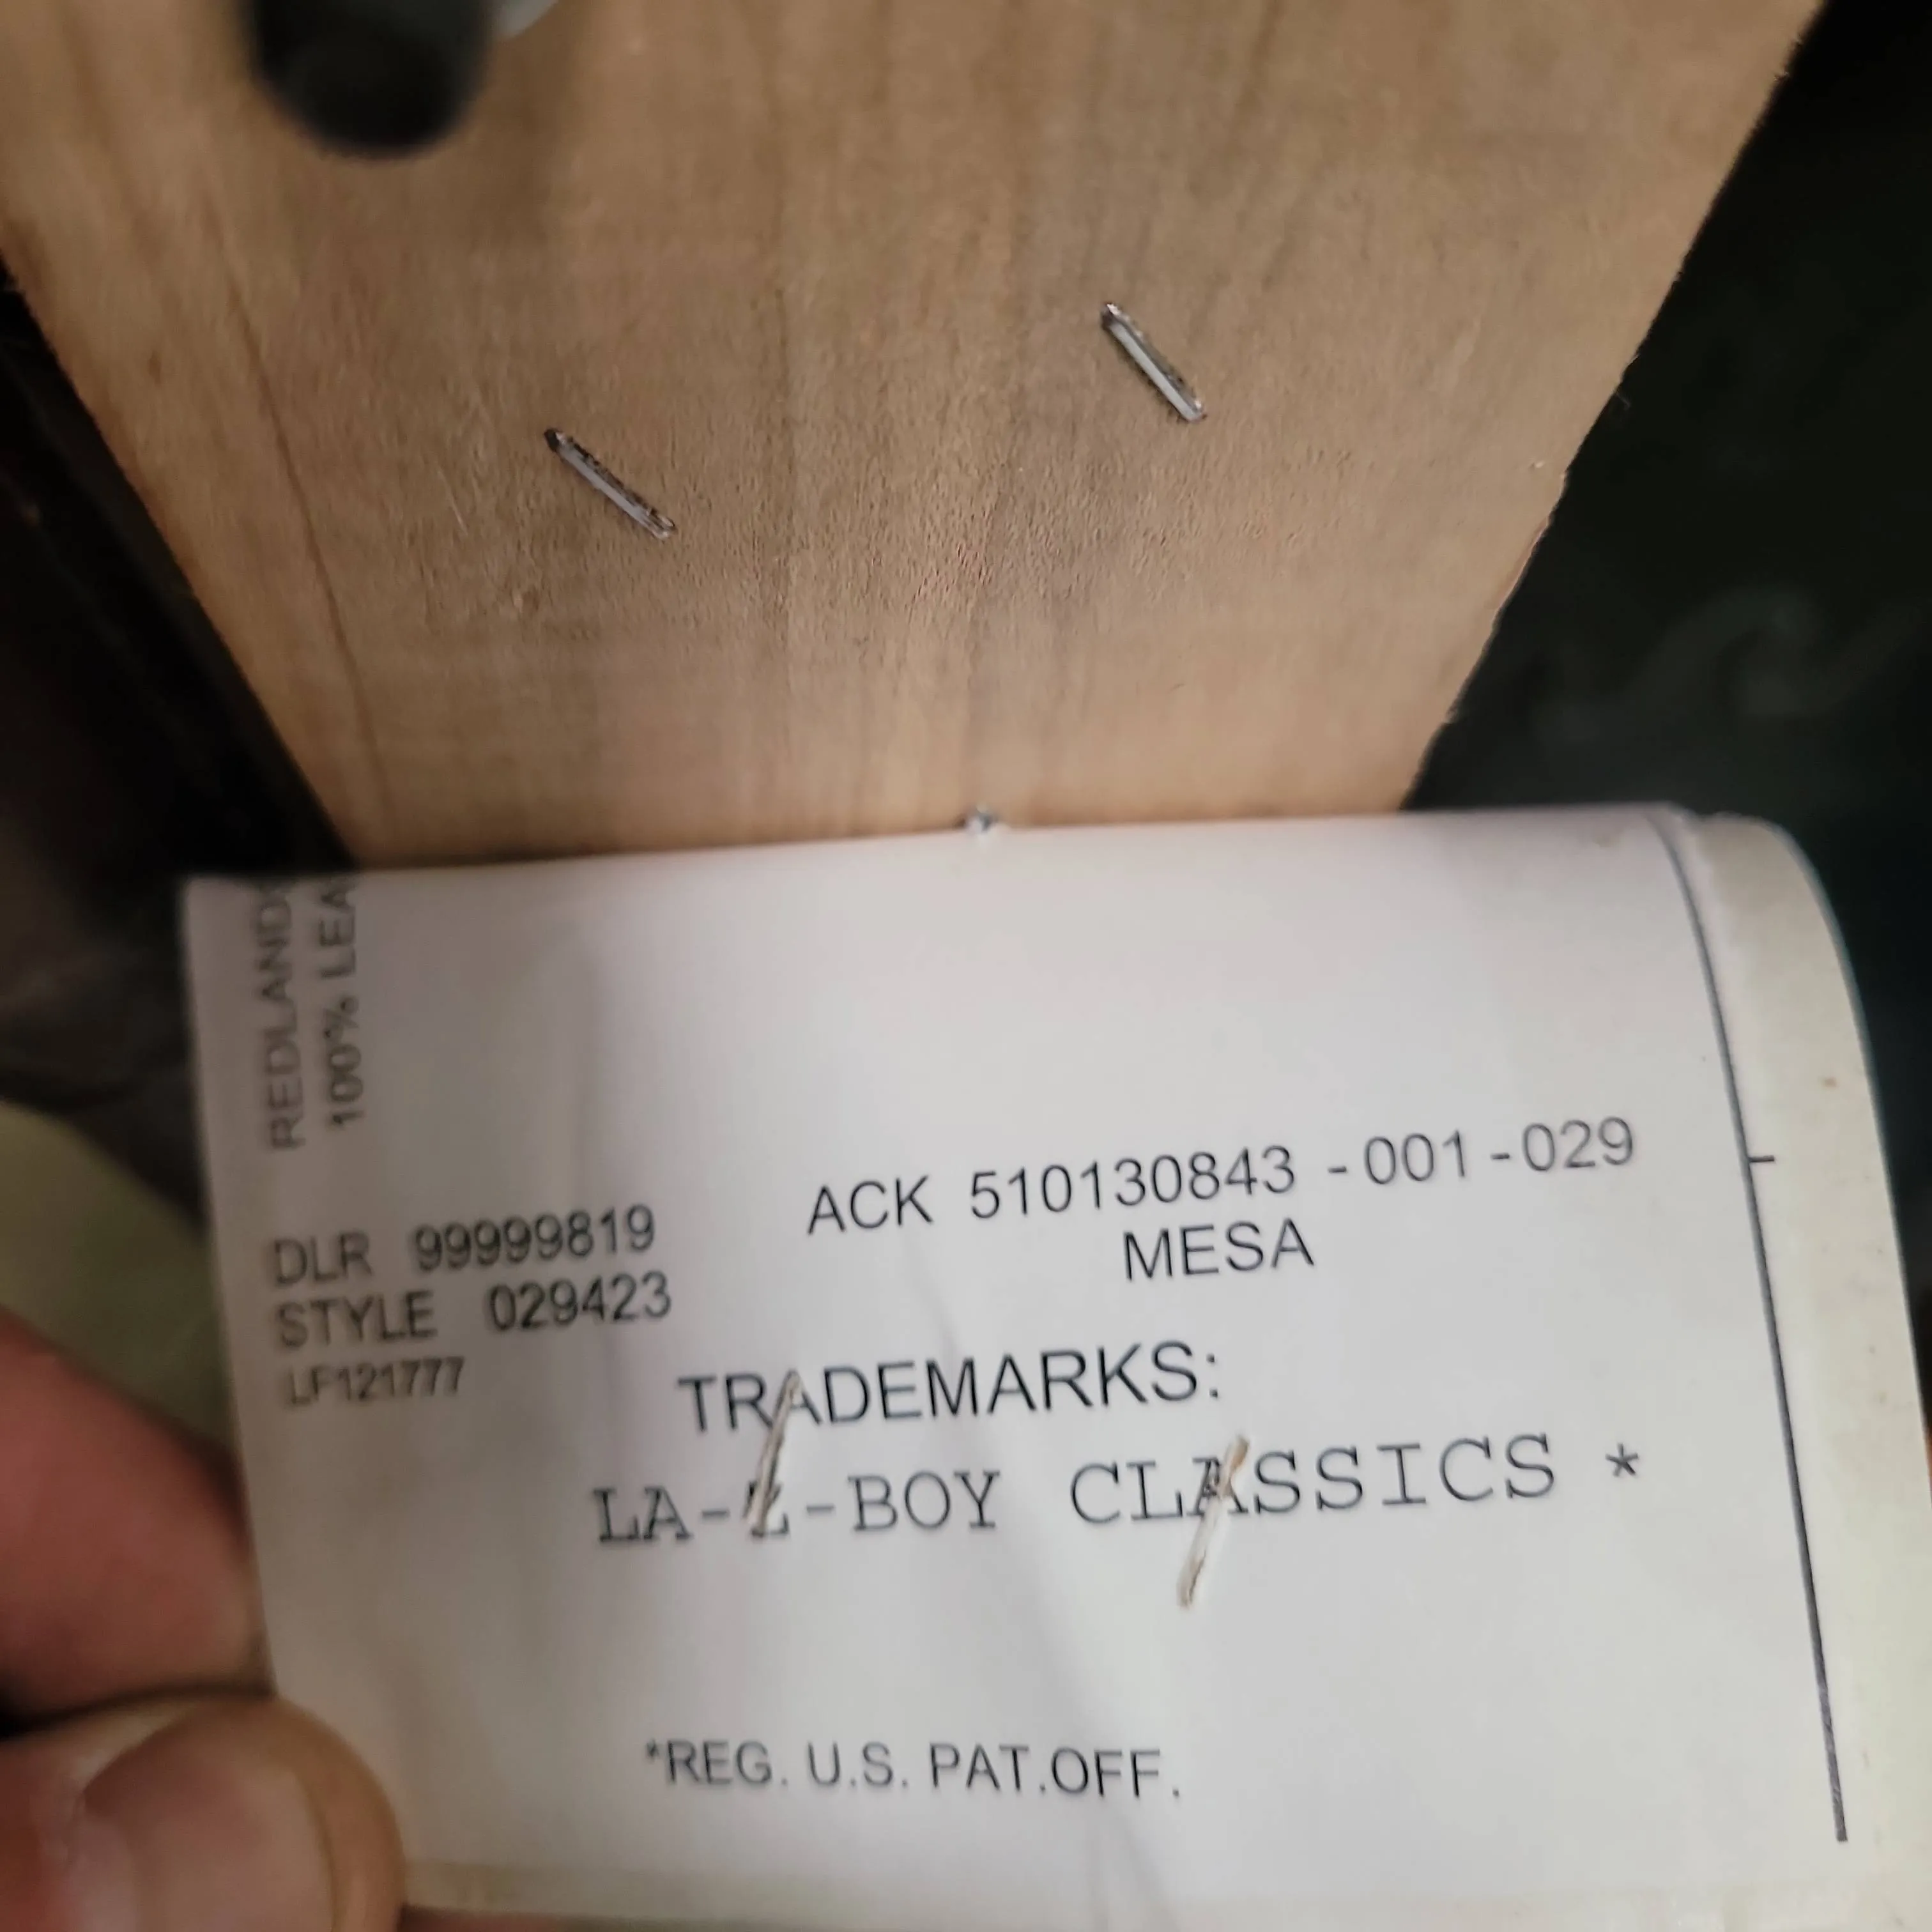 REDLANDS
100% LEA
ACK 510130843 -001-029
MESA
DLR 99999819
STYLE 029423
LF121777
TRADEMARKS:
LA-Z-BOY CLASSICS *
*REG. U.S. PAT.OFF.